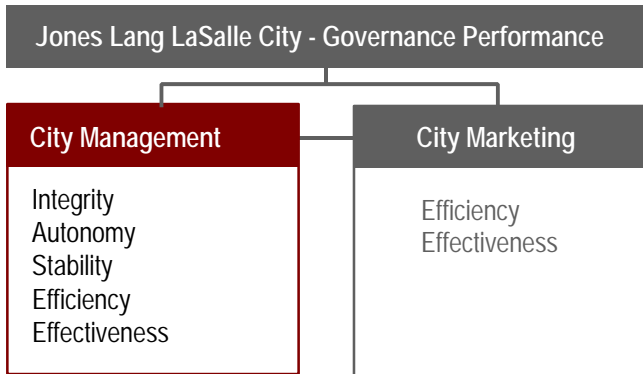 Jones Lang LaSalle City - Governance Performance
City Management
Integrity
Autonomy
Stability
Efficiency
Effectiveness
City Marketing
Efficiency
Effectiveness